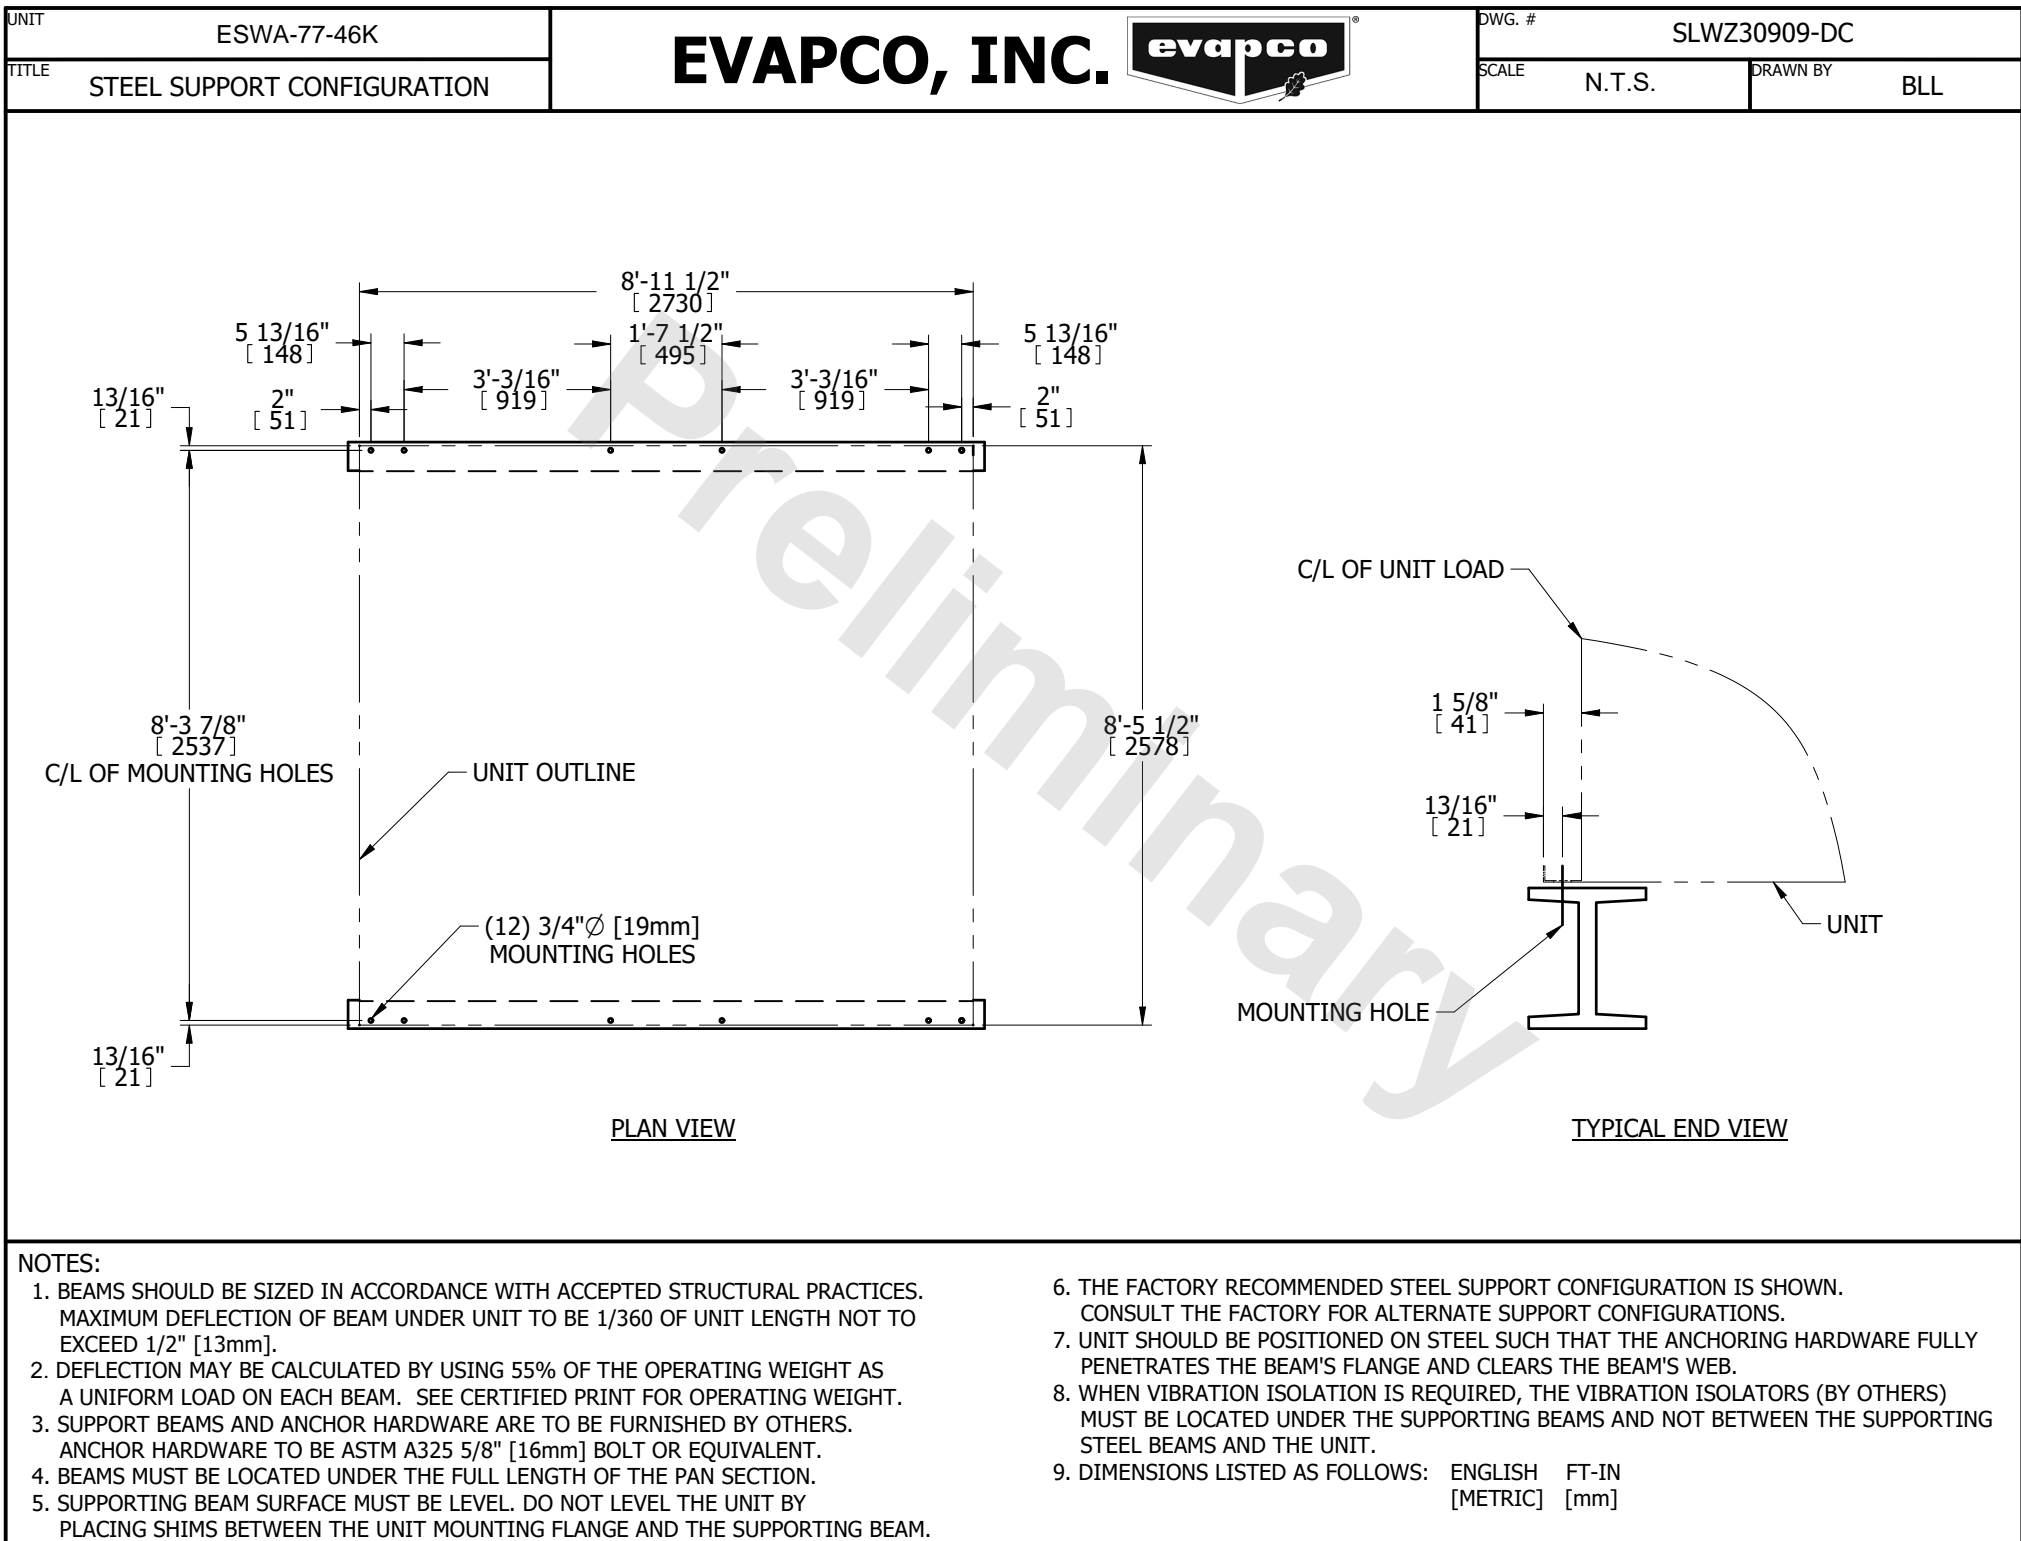 UNIT
ESWA-77-46K
TITLE
STEEL SUPPORT CONFIGURATION
EVAPCO, INC.
evapco
®
DWG. #
SLWZ30909-DC
SCALE
N.T.S.
DRAWN BY
BLL
8'-11 1/2"
[ 2730]
5 13/16"
[ 148]
1'-7 1/2"
[ 495]
5 13/16"
[ 148]
3'-3/16"
[ 919]
3'-3/16"
[ 919]
13/16"
[ 21]
2"
[ 51]
2"
[ 51]
8'-3 7/8"
[ 2537]
C/L OF MOUNTING HOLES
UNIT OUTLINE
8'-5 1/2"
[ 2578]
(12) 3/4"∅ [19mm]
MOUNTING HOLES
13/16"
[ 21]
PLAN VIEW
C/L OF UNIT LOAD
1 5/8"
[ 41]
13/16"
[ 21]
UNIT
MOUNTING HOLE
TYPICAL END VIEW
Preliminary
NOTES:
1. BEAMS SHOULD BE SIZED IN ACCORDANCE WITH ACCEPTED STRUCTURAL PRACTICES.
MAXIMUM DEFLECTION OF BEAM UNDER UNIT TO BE 1/360 OF UNIT LENGTH NOT TO
EXCEED 1/2" [13mm].
2. DEFLECTION MAY BE CALCULATED BY USING 55% OF THE OPERATING WEIGHT AS
A UNIFORM LOAD ON EACH BEAM. SEE CERTIFIED PRINT FOR OPERATING WEIGHT.
3. SUPPORT BEAMS AND ANCHOR HARDWARE ARE TO BE FURNISHED BY OTHERS.
ANCHOR HARDWARE TO BE ASTM A325 5/8" [16mm] BOLT OR EQUIVALENT.
4. BEAMS MUST BE LOCATED UNDER THE FULL LENGTH OF THE PAN SECTION.
5. SUPPORTING BEAM SURFACE MUST BE LEVEL. DO NOT LEVEL THE UNIT BY
PLACING SHIMS BETWEEN THE UNIT MOUNTING FLANGE AND THE SUPPORTING BEAM.
6. THE FACTORY RECOMMENDED STEEL SUPPORT CONFIGURATION IS SHOWN.
CONSULT THE FACTORY FOR ALTERNATE SUPPORT CONFIGURATIONS.
7. UNIT SHOULD BE POSITIONED ON STEEL SUCH THAT THE ANCHORING HARDWARE FULLY
PENETRATES THE BEAM'S FLANGE AND CLEARS THE BEAM'S WEB.
8. WHEN VIBRATION ISOLATION IS REQUIRED, THE VIBRATION ISOLATORS (BY OTHERS)
MUST BE LOCATED UNDER THE SUPPORTING BEAMS AND NOT BETWEEN THE SUPPORTING
STEEL BEAMS AND THE UNIT.
9. DIMENSIONS LISTED AS FOLLOWS: ENGLISH FT-IN
[METRIC] [mm]